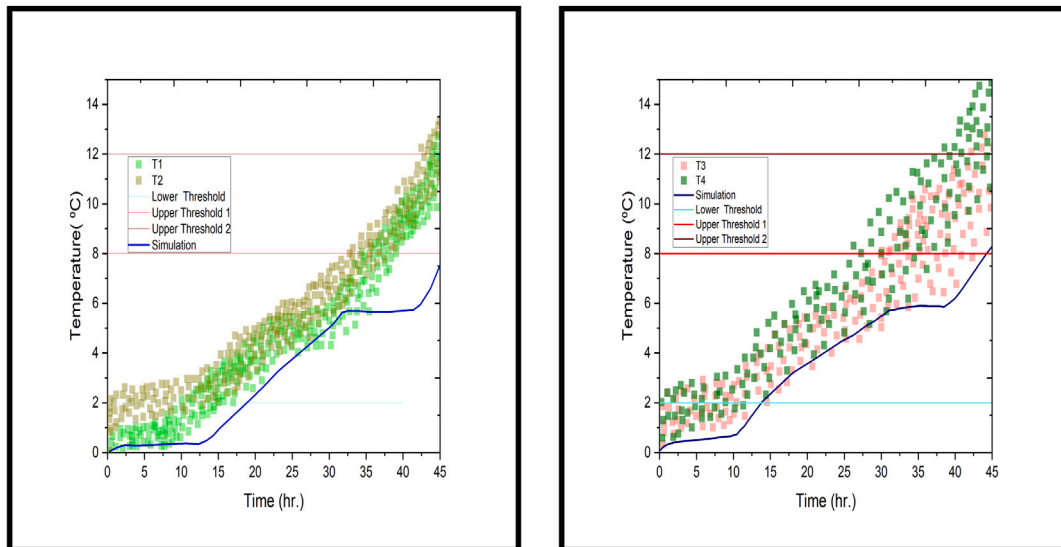 14
12
10
8
6
4
2
0
Temperature( ºC)
T1
T2
Lower Threshold
Upper Threshold 1
Upper Threshold 2
Simulation
0 5 10 15 20 25 30 35 40 45
Time (hr.)
14
12
10
8
6
4
2
0
Temperature (ºC)
T3
T4
Simulation
Lower Threshold
Upper Threshold 1
Upper Threshold 2
0 5 10 15 20 25 30 35 40 45
Time (hr.)